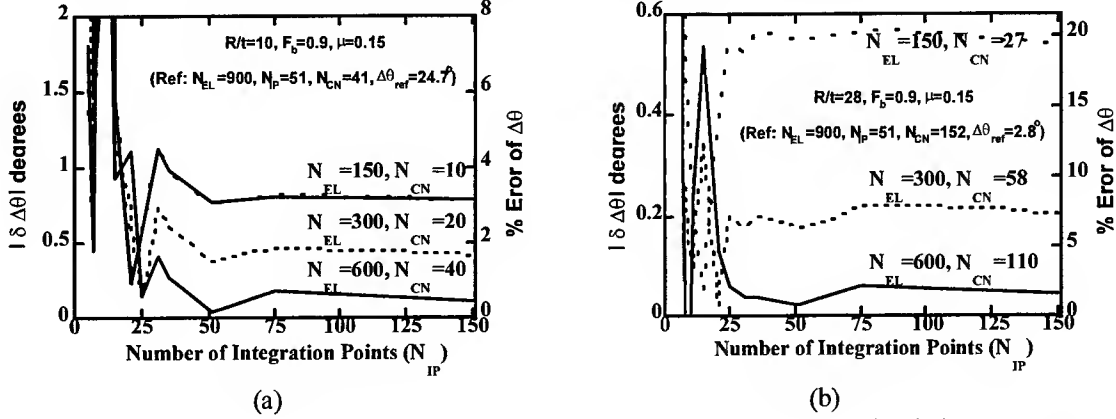 R/t=10, F_b=0.9, μ=0.15
(Ref: N_EL=900, N_IP=51, N_CN=41, Δθ_ref=24.7°)
N_EL=150, N_CN=10
N_EL=300, N_CN=20
N_EL=600, N_CN=40
2
1.5
1
0.5
0
|δ Δθ| degrees
8
6
4
2
0
% Error of Δθ
0 25 50 75 100 125 150
Number of Integration Points (N_IP)
(a)
N_EL=150, N_CN=27
R/t=28, F_b=0.9, μ=0.15
(Ref: N_EL=900, N_IP=51, N_CN=152, Δθ_ref=2.8°)
N_EL=300, N_CN=58
N_EL=600, N_CN=110
0.6
0.4
0.2
0.0
|δ Δθ| degrees
20
15
10
5
0
% Error of Δθ
0 25 50 75 100 125 150
Number of Integration Points (N_IP)
(b)